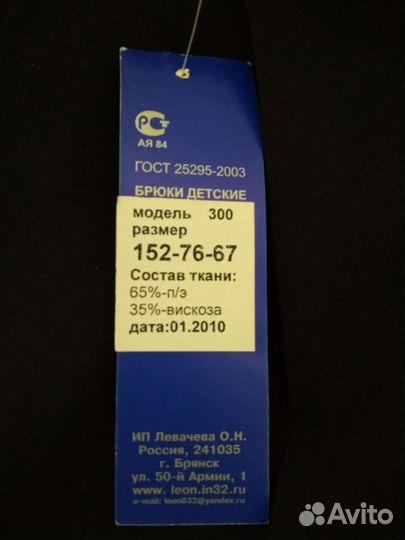 РСТ
АЯ 84
ГОСТ 25295-2003
БРЮКИ ДЕТСКИЕ
модель 300
размер
152-76-67
Состав ткани:
65%-п/э
35%-вискоза
дата:01.2010
ИП Левачева О.Н.
Россия, 241035
г. Брянск
ул. 50-й Армии, 1
www. leon.in32.ru
e-mail: leon832@yandex.ru
Avito